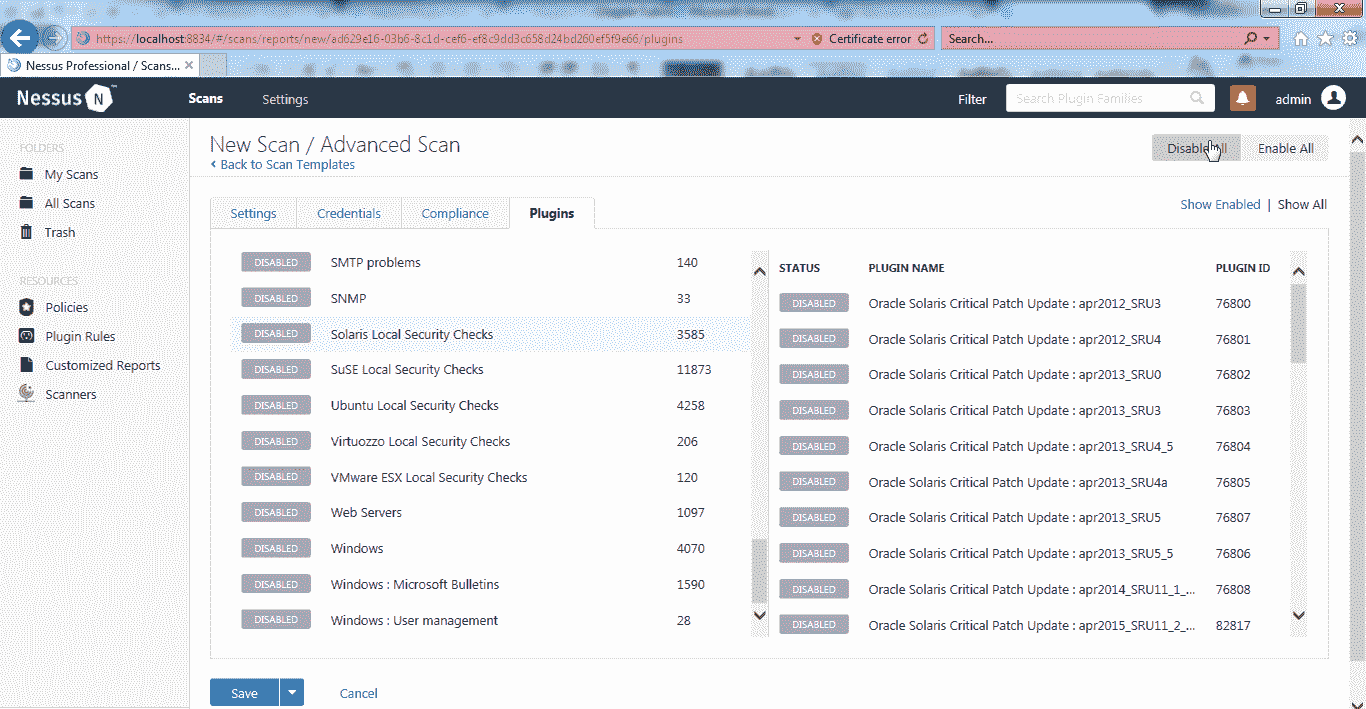 https://localhost:8834/#/scans/reports/new/ad629e16-03b6-8c1d-cef6-ef8c9dd3c658d24bd260ef5f9e66/plugins Certificate error Search...
Nessus Professional / Scans...
Nessus N Scans Settings Filter Search Plugin Families admin
FOLDERS
My Scans
All Scans
Trash
RESOURCES
Policies
Plugin Rules
Customized Reports
Scanners
New Scan / Advanced Scan
Back to Scan Templates
Disable All Enable All
Settings Credentials Compliance Plugins
Show Enabled | Show All
DISABLED SMTP problems 140
DISABLED SNMP 33
DISABLED Solaris Local Security Checks 3585
DISABLED SuSE Local Security Checks 11873
DISABLED Ubuntu Local Security Checks 4258
DISABLED Virtuozzo Local Security Checks 206
DISABLED VMware ESX Local Security Checks 120
DISABLED Web Servers 1097
DISABLED Windows 4070
DISABLED Windows : Microsoft Bulletins 1590
DISABLED Windows : User management 28
STATUS PLUGIN NAME PLUGIN ID
DISABLED Oracle Solaris Critical Patch Update : apr2012_SRU3 76800
DISABLED Oracle Solaris Critical Patch Update : apr2012_SRU4 76801
DISABLED Oracle Solaris Critical Patch Update : apr2013_SRU0 76802
DISABLED Oracle Solaris Critical Patch Update : apr2013_SRU3 76803
DISABLED Oracle Solaris Critical Patch Update : apr2013_SRU4_5 76804
DISABLED Oracle Solaris Critical Patch Update : apr2013_SRU4a 76805
DISABLED Oracle Solaris Critical Patch Update : apr2013_SRU5 76807
DISABLED Oracle Solaris Critical Patch Update : apr2013_SRU5_5 76806
DISABLED Oracle Solaris Critical Patch Update : apr2014_SRU11_1_... 76808
DISABLED Oracle Solaris Critical Patch Update : apr2015_SRU11_2_... 82817
Save Cancel